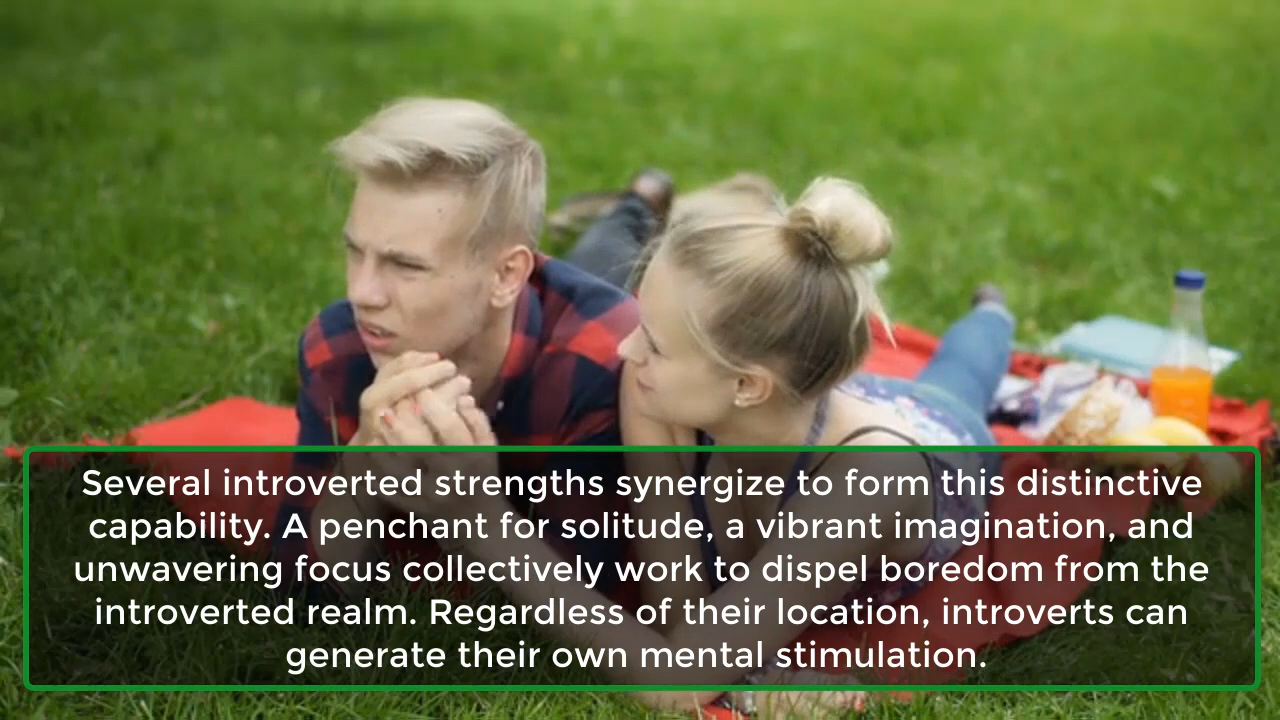 Several introverted strengths synergize to form this distinctive
capability. A penchant for solitude, a vibrant imagination, and
unwavering focus collectively work to dispel boredom from the
introverted realm. Regardless of their location, introverts can
generate their own mental stimulation.